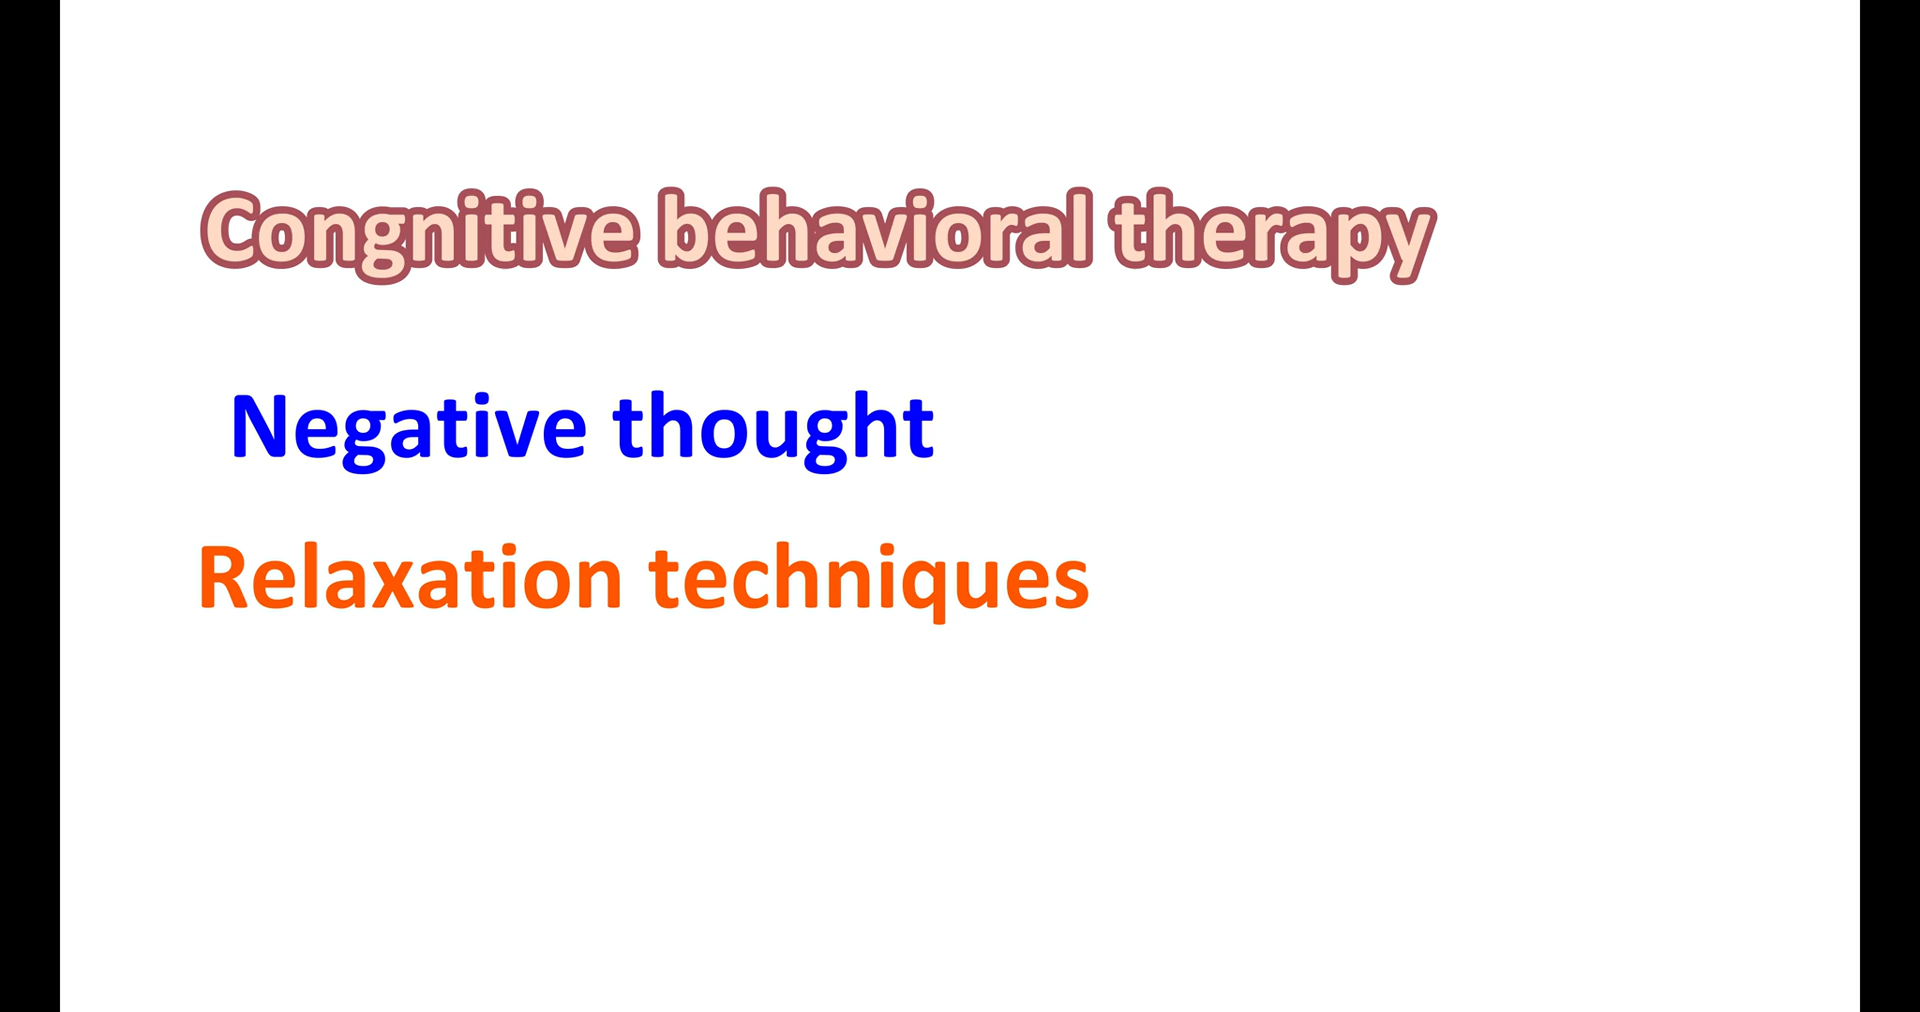 Congnitive behavioral therapy
Negative thought
Relaxation techniques